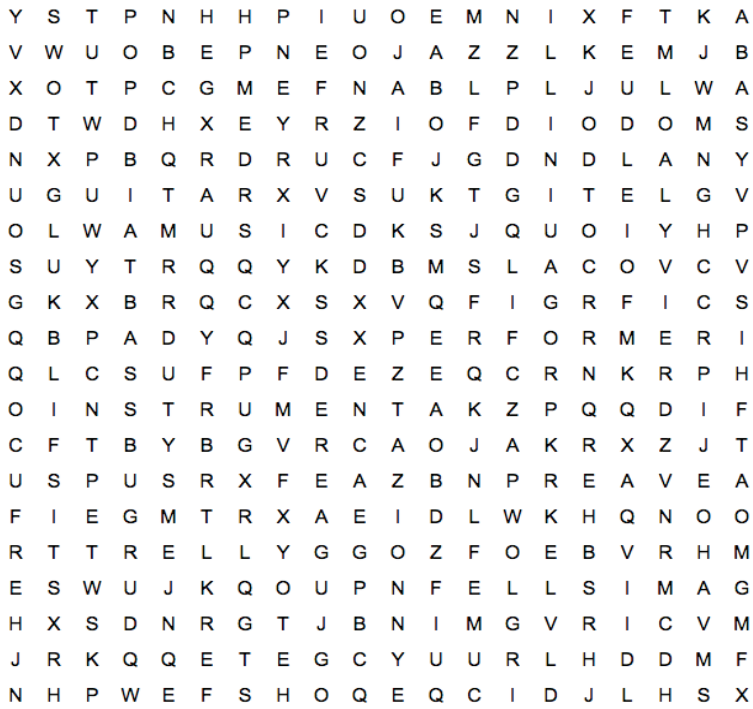 Y S T P N H H P I U O E M N I X F T K A
V W U O B E P N E O J A Z Z L K E M J B
X O T P C G M E F N A B L P L J U L W A
D T W D H X E Y R Z I O F D I O D O M S
N X P B Q R D R U C F J G D N D L A N Y
U G U I T A R X V S U K T G I T E L G V
O L W A M U S I C D K S J Q U O I Y H P
S U Y T R Q Q Y K D B M S L A C O V C V
G K X B R Q C X S X V Q F I G R F I C S
Q B P A D Y Q J S X P E R F O R M E R I
Q L C S U F P F D E Z E Q C R N K R P H
O I N S T R U M E N T A K Z P Q Q D I F
C F T B Y B G V R C A O J A K R X Z J T
U S P U S R X F E A Z B N P R E A V E A
F I E G M T R X A E I D L W K H Q N O O
R T T R E L L Y G G O Z F O E B V R H M
E S W U J K Q O U P N F E L L S I M A G
H X S D N R G T J B N I M G V R I C V M
J R K Q Q E T E G C Y U U R L H D D M F
N H P W E F S H O Q E Q C I D J L H S X